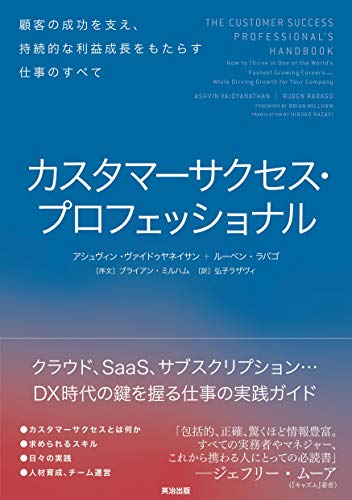 顧客の成功を支え、
持続的な利益成長をもたらす
仕事のすべて
THE CUSTOMER SUCCESS
PROFESSIONAL'S
HANDBOOK
How to Thrive in One of the World's
Fastest Growing Careers—
While Driving Growth for Your Company
ASHVIN VAIDYANATHAN | RUBEN RABAGO
FOREWORD BY BRIAN MILLHAM
TRANSLATION BY HIROKO RAZAVI
カスタマーサクセス・
プロフェッショナル
アシュヴィン・ヴァイドゥヤネイサン + ルーベン・ラバゴ
[序文] ブライアン・ミルハム [訳] 弘子ラザヴィ
クラウド、SaaS、サブスクリプション…
DX時代の鍵を握る仕事の実践ガイド
●カスタマーサクセスとは何か
●求められるスキル
●日々の実践
●人材育成、チーム運営
「包括的、正確、驚くほど情報豊富。
すべての実務者やマネジャー、
これから携わる人にとっての必読書」
―ジェフリー・ムーア
(『キャズム』著者)
英治出版